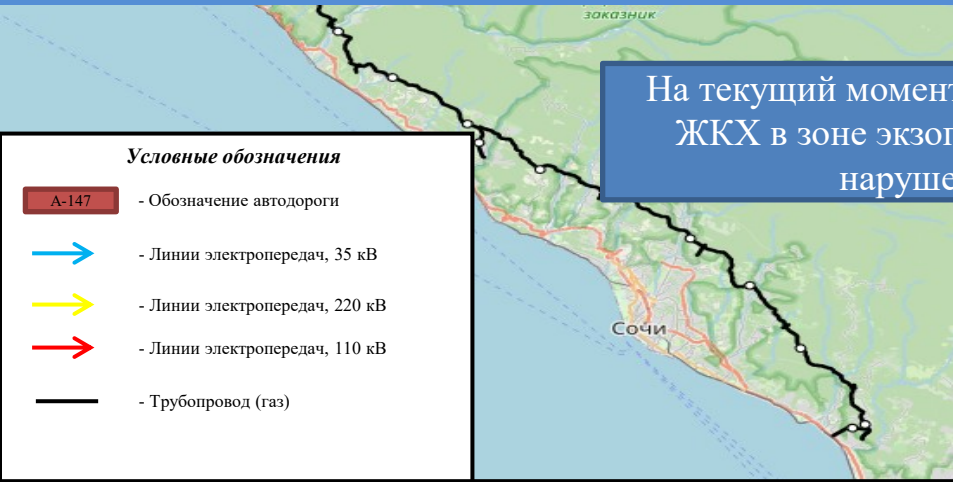 заказник
На текущий момент
ЖКХ в зоне
наруше
Условные обозначения
А-147 - Обозначение автодороги
- Линии электропередач, 35 кВ
- Линии электропередач, 220 кВ
- Линии электропередач, 110 кВ
- Трубопровод (газ)
Сочи